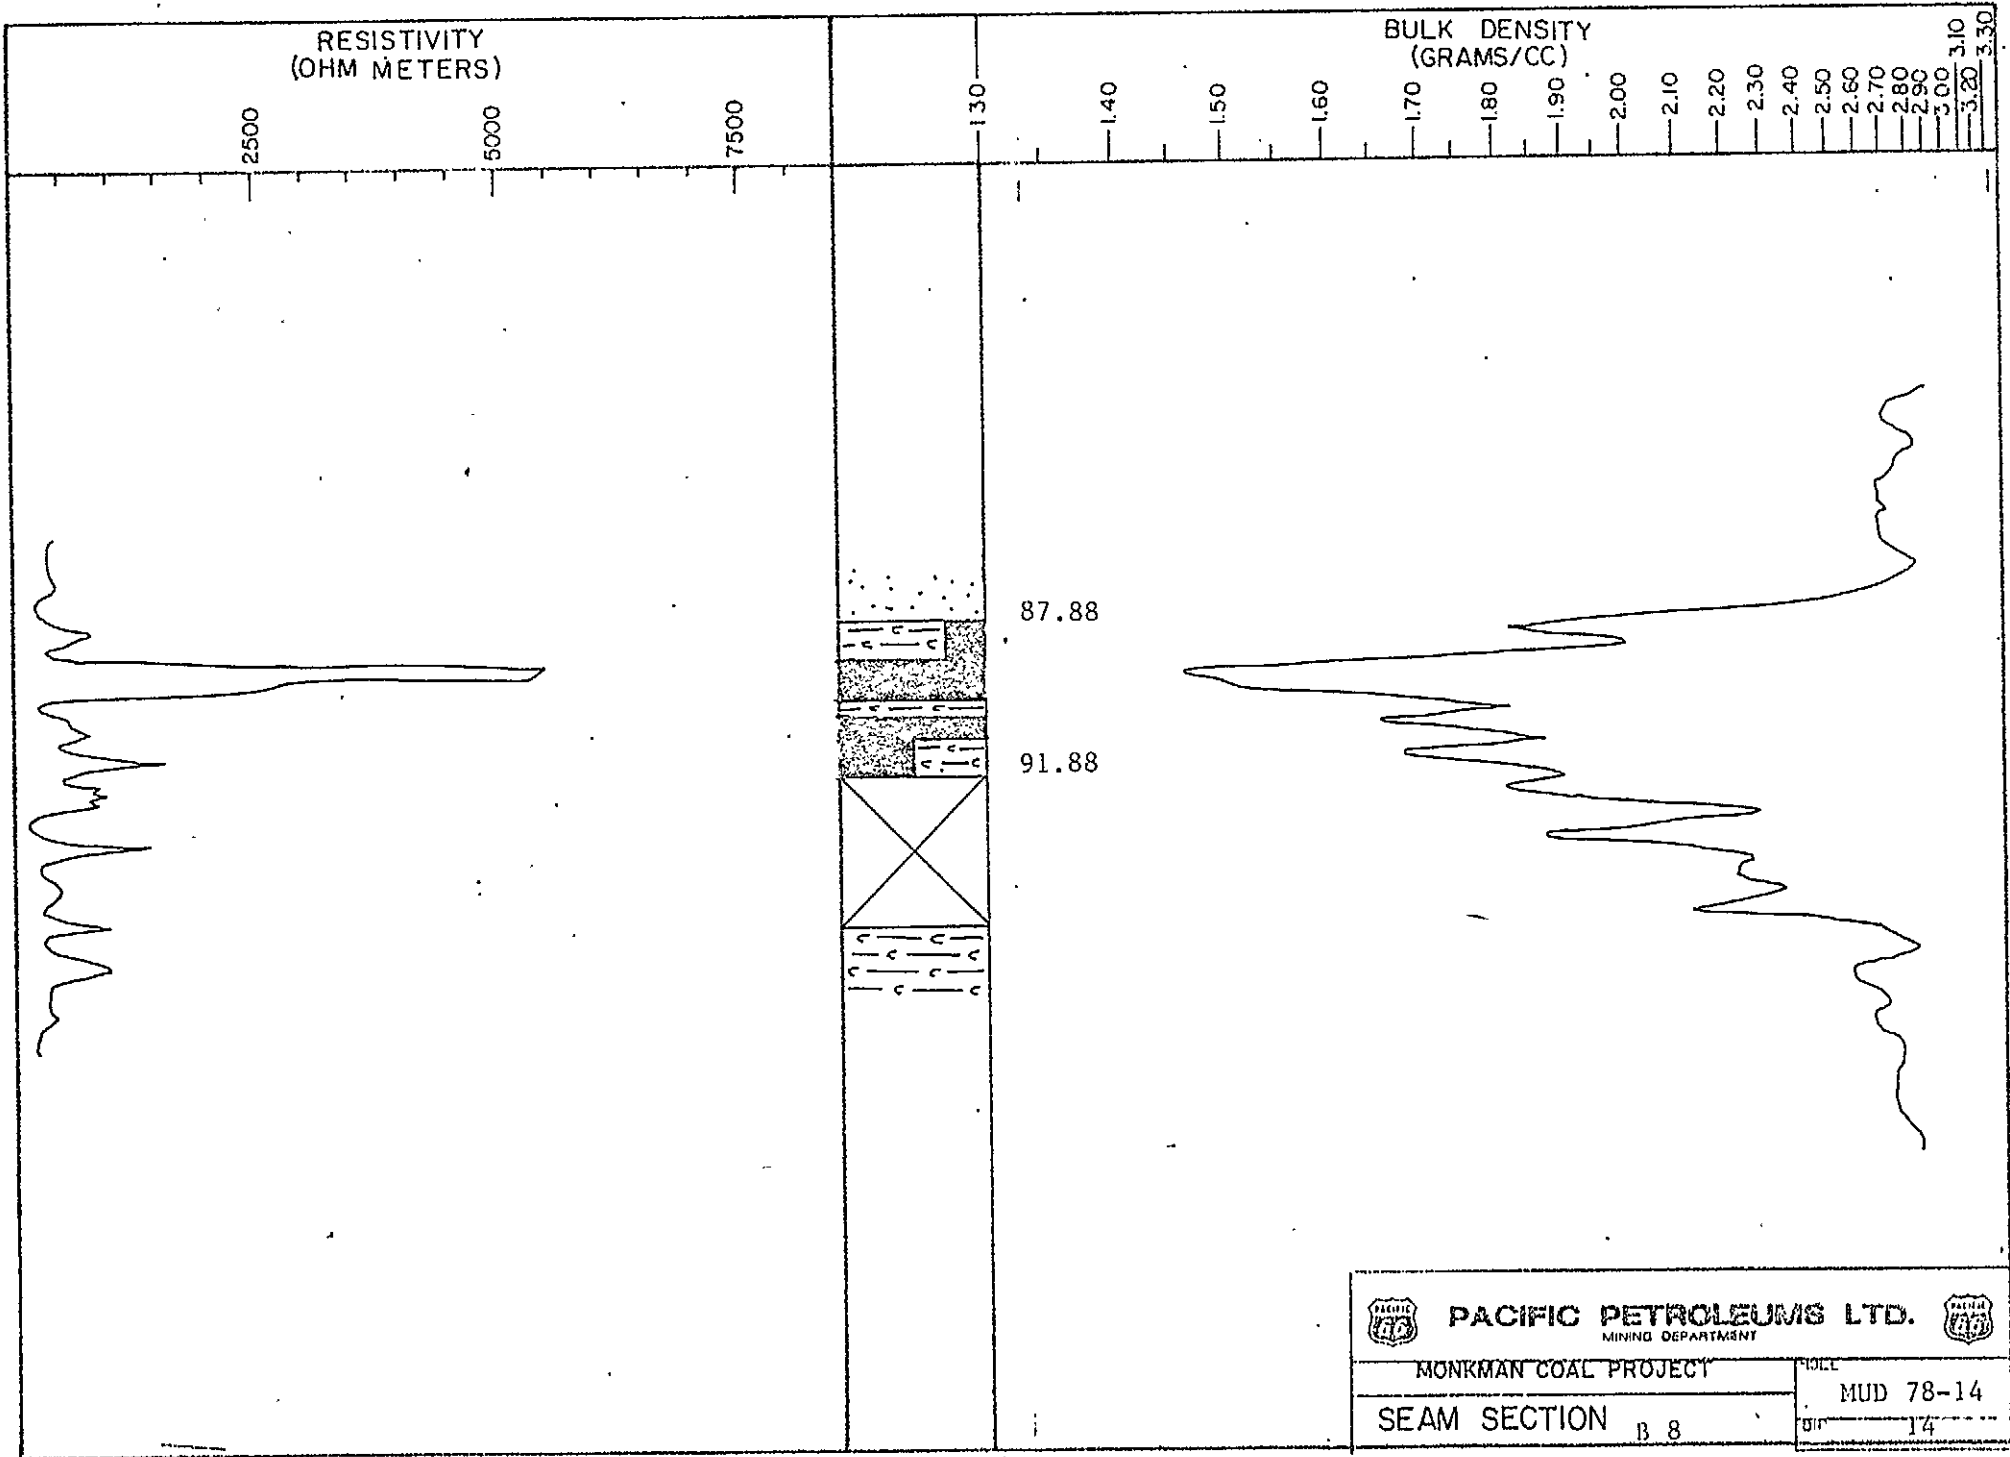 RESISTIVITY
(OHM METERS)
2500
5000
7500
BULK DENSITY
(GRAMS/CC)
1.30
1.40
1.50
1.60
1.70
1.80
1.90
2.00
2.10
2.20
2.30
2.40
2.50
2.60
2.70
2.80
2.90
3.00
3.10
3.20
3.30
87.88
91.88
PACIFIC PETROLEUMS LTD.
MINING DEPARTMENT
MONKMAN COAL PROJECT
HOLE
MUD 78-14
SEAM SECTION B 8
14